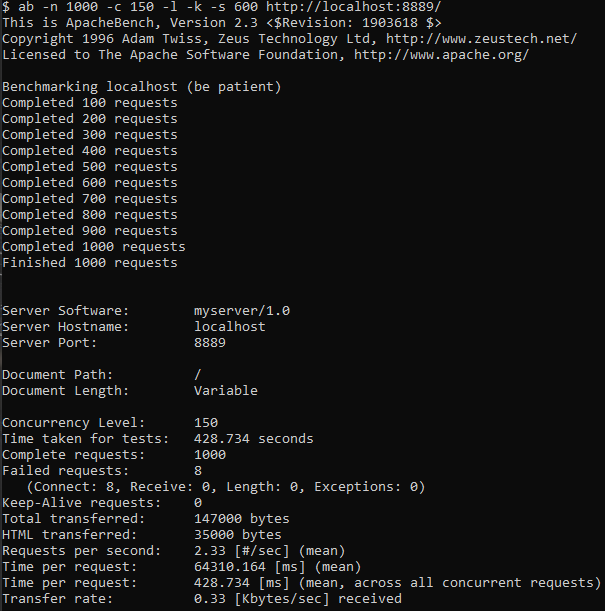 $ ab -n 1000 -c 150 -l -k -s 600 http://localhost:8889/
This is ApacheBench, Version 2.3 <$Revision: 1903618 $>
Copyright 1996 Adam Twiss, Zeus Technology Ltd, http://www.zeustech.net/
Licensed to The Apache Software Foundation, http://www.apache.org/

Benchmarking localhost (be patient)
Completed 100 requests
Completed 200 requests
Completed 300 requests
Completed 400 requests
Completed 500 requests
Completed 600 requests
Completed 700 requests
Completed 800 requests
Completed 900 requests
Completed 1000 requests
Finished 1000 requests


Server Software:        myserver/1.0
Server Hostname:        localhost
Server Port:            8889

Document Path:          /
Document Length:        Variable

Concurrency Level:      150
Time taken for tests:   428.734 seconds
Complete requests:      1000
Failed requests:        8
   (Connect: 8, Receive: 0, Length: 0, Exceptions: 0)
Keep-Alive requests:    0
Total transferred:      147000 bytes
HTML transferred:       35000 bytes
Requests per second:    2.33 [#/sec] (mean)
Time per request:       64310.164 [ms] (mean)
Time per request:       428.734 [ms] (mean, across all concurrent requests)
Transfer rate:          0.33 [Kbytes/sec] received